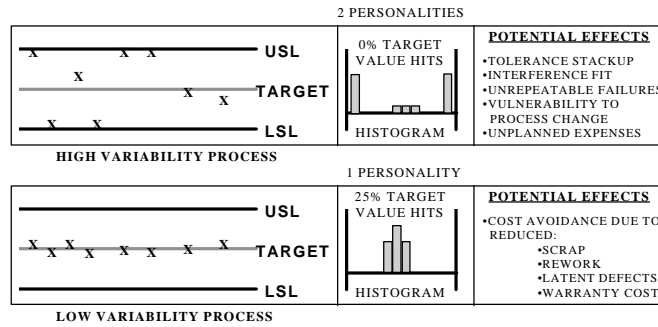 2 PERSONALITIES
X X X USL
X
TARGET
X
X
X X LSL
HIGH VARIABILITY PROCESS
0% TARGET
VALUE HITS
HISTOGRAM
POTENTIAL EFFECTS
•TOLERANCE STACKUP
•INTERFERENCE FIT
•UNREPEATABLE FAILURES
•VULNERABILITY TO
PROCESS CHANGE
•UNPLANNED EXPENSES
1 PERSONALITY
USL
X X X X X X X X TARGET
LSL
LOW VARIABILITY PROCESS
25% TARGET
VALUE HITS
HISTOGRAM
POTENTIAL EFFECTS
•COST AVOIDANCE DUE TO
REDUCED:
•SCRAP
•REWORK
•LATENT DEFECTS
•WARRANTY COST